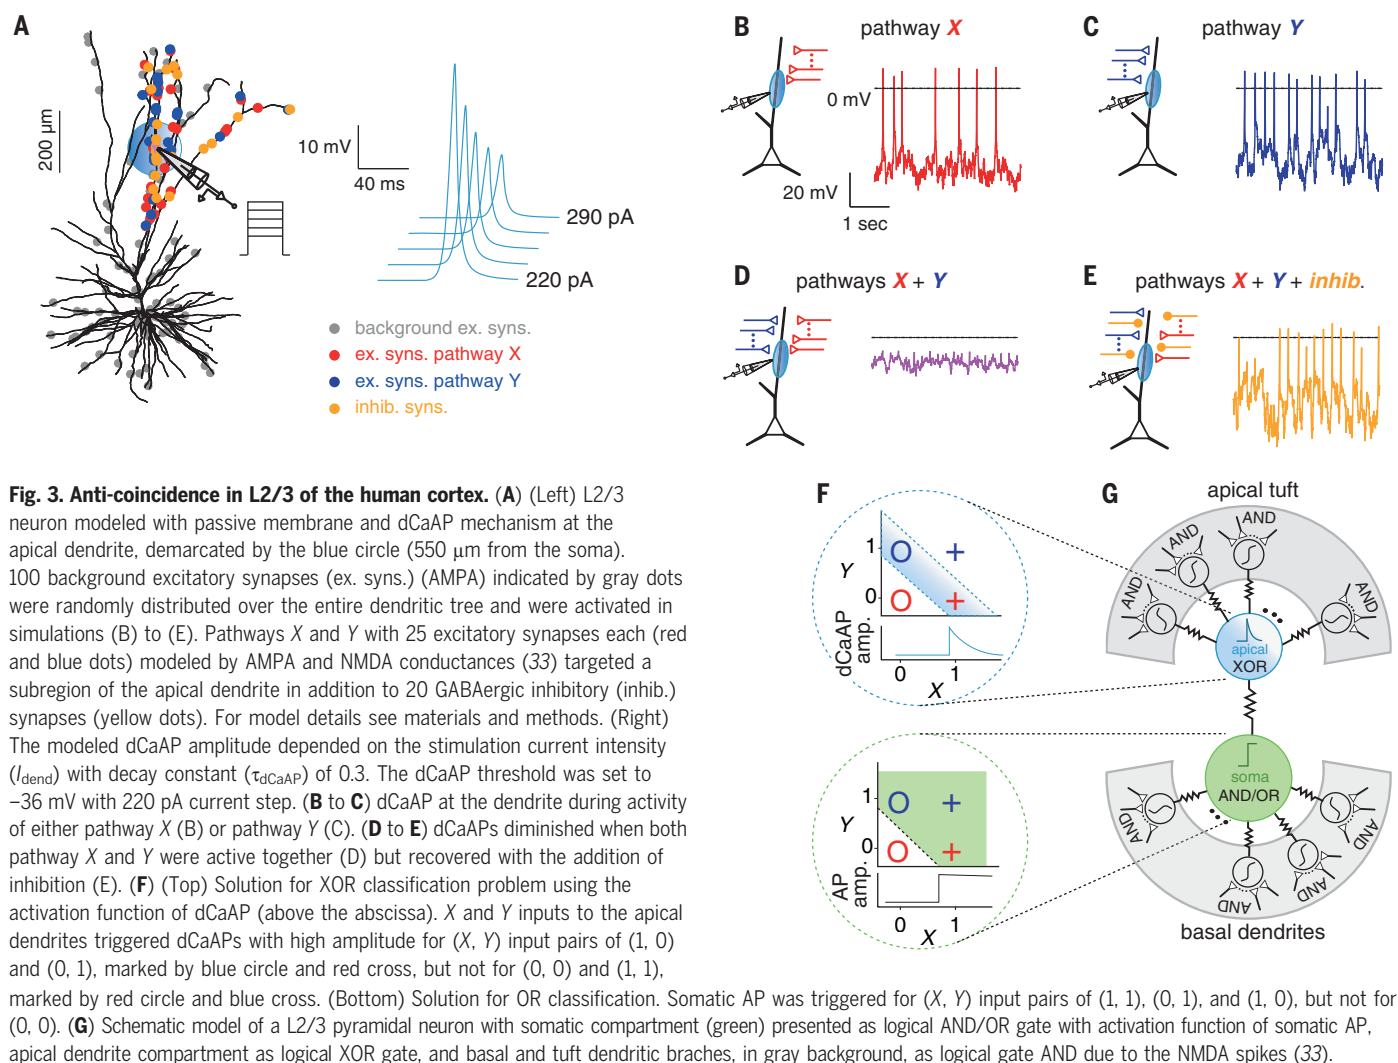 A
200 µm
10 mV
40 ms
290 pA
220 pA
background ex. syns.
ex. syns. pathway X
ex. syns. pathway Y
inhib. syns.
B
pathway X
0 mV
20 mV
1 sec
C
pathway Y
D
pathways X + Y
E
pathways X + Y + inhib.
Fig. 3. Anti-coincidence in L2/3 of the human cortex. (A) (Left) L2/3
neuron modeled with passive membrane and dCaAP mechanism at the
apical dendrite, demarcated by the blue circle (550 µm from the soma).
100 background excitatory synapses (ex. syns.) (AMPA) indicated by gray dots
were randomly distributed over the entire dendritic tree and were activated in
simulations (B) to (E). Pathways X and Y with 25 excitatory synapses each (red
and blue dots) modeled by AMPA and NMDA conductances (33) targeted a
subregion of the apical dendrite in addition to 20 GABAergic inhibitory (inhib.)
synapses (yellow dots). For model details see materials and methods. (Right)
The modeled dCaAP amplitude depended on the stimulation current intensity
(Idend) with decay constant (τdCaAP) of 0.3. The dCaAP threshold was set to
−36 mV with 220 pA current step. (B to C) dCaAP at the dendrite during activity
of either pathway X (B) or pathway Y (C). (D to E) dCaAPs diminished when both
pathway X and Y were active together (D) but recovered with the addition of
inhibition (E). (F) (Top) Solution for XOR classification problem using the
activation function of dCaAP (above the abscissa). X and Y inputs to the apical
dendrites triggered dCaAPs with high amplitude for (X, Y) input pairs of (1, 0)
and (0, 1), marked by blue circle and red cross, but not for (0, 0) and (1, 1),
marked by red circle and blue cross. (Bottom) Solution for OR classification. Somatic AP was triggered for (X, Y) input pairs of (1, 1), (0, 1), and (1, 0), but not for
(0, 0). (G) Schematic model of a L2/3 pyramidal neuron with somatic compartment (green) presented as logical AND/OR gate with activation function of somatic AP,
apical dendrite compartment as logical XOR gate, and basal and tuft dendritic braches, in gray background, as logical gate AND due to the NMDA spikes (33).
F
1
Y
0
O +
O +
dCaAP
amp.
0 1
X
1
Y
0
O +
O +
AP
amp.
0 1
X
G
apical tuft
AND
AND
AND
AND
apical
XOR
soma
AND/OR
AND
AND
AND
AND
basal dendrites